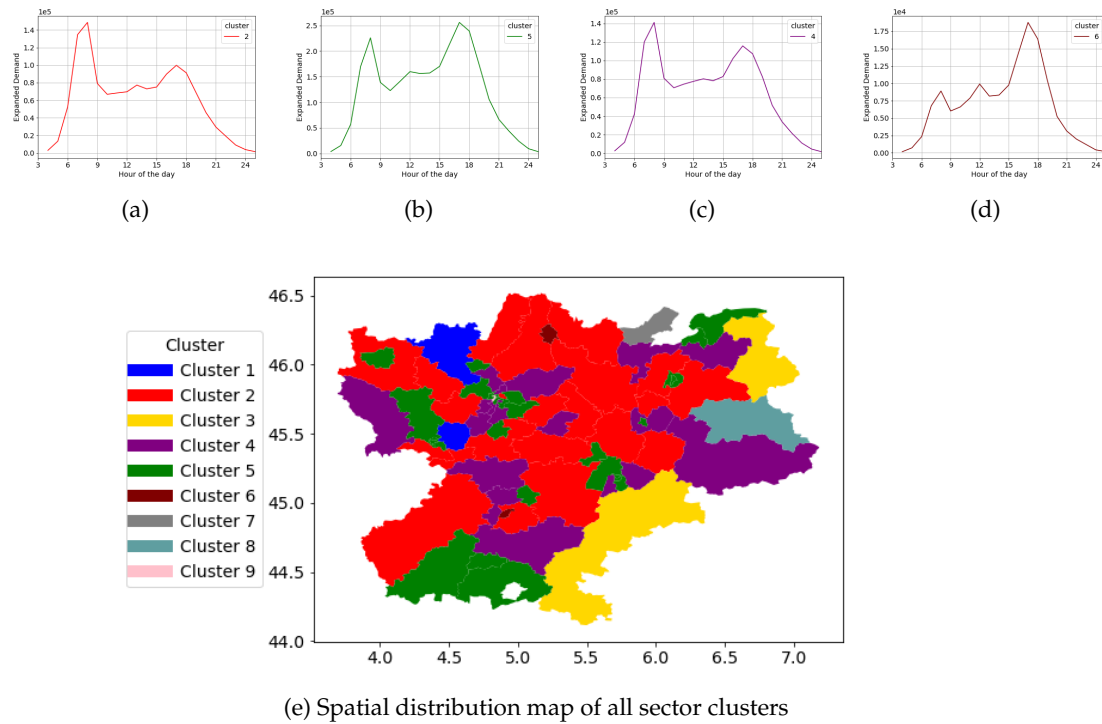 1e5
cluster
2
Expanded Demand
1.4
1.2
1.0
0.8
0.6
0.4
0.2
0.0
3 6 9 12 15 18 21 24
Hour of the day
(a)
1e5
cluster
5
Expanded Demand
2.5
2.0
1.5
1.0
0.5
0.0
3 6 9 12 15 18 21 24
Hour of the day
(b)
1e5
cluster
4
Expanded Demand
1.4
1.2
1.0
0.8
0.6
0.4
0.2
0.0
3 6 9 12 15 18 21 24
Hour of the day
(c)
1e4
cluster
6
Expanded Demand
1.75
1.50
1.25
1.00
0.75
0.50
0.25
0.00
3 6 9 12 15 18 21 24
Hour of the day
(d)
Cluster
Cluster 1
Cluster 2
Cluster 3
Cluster 4
Cluster 5
Cluster 6
Cluster 7
Cluster 8
Cluster 9
46.5
46.0
45.5
45.0
44.5
44.0
4.0 4.5 5.0 5.5 6.0 6.5 7.0
(e) Spatial distribution map of all sector clusters